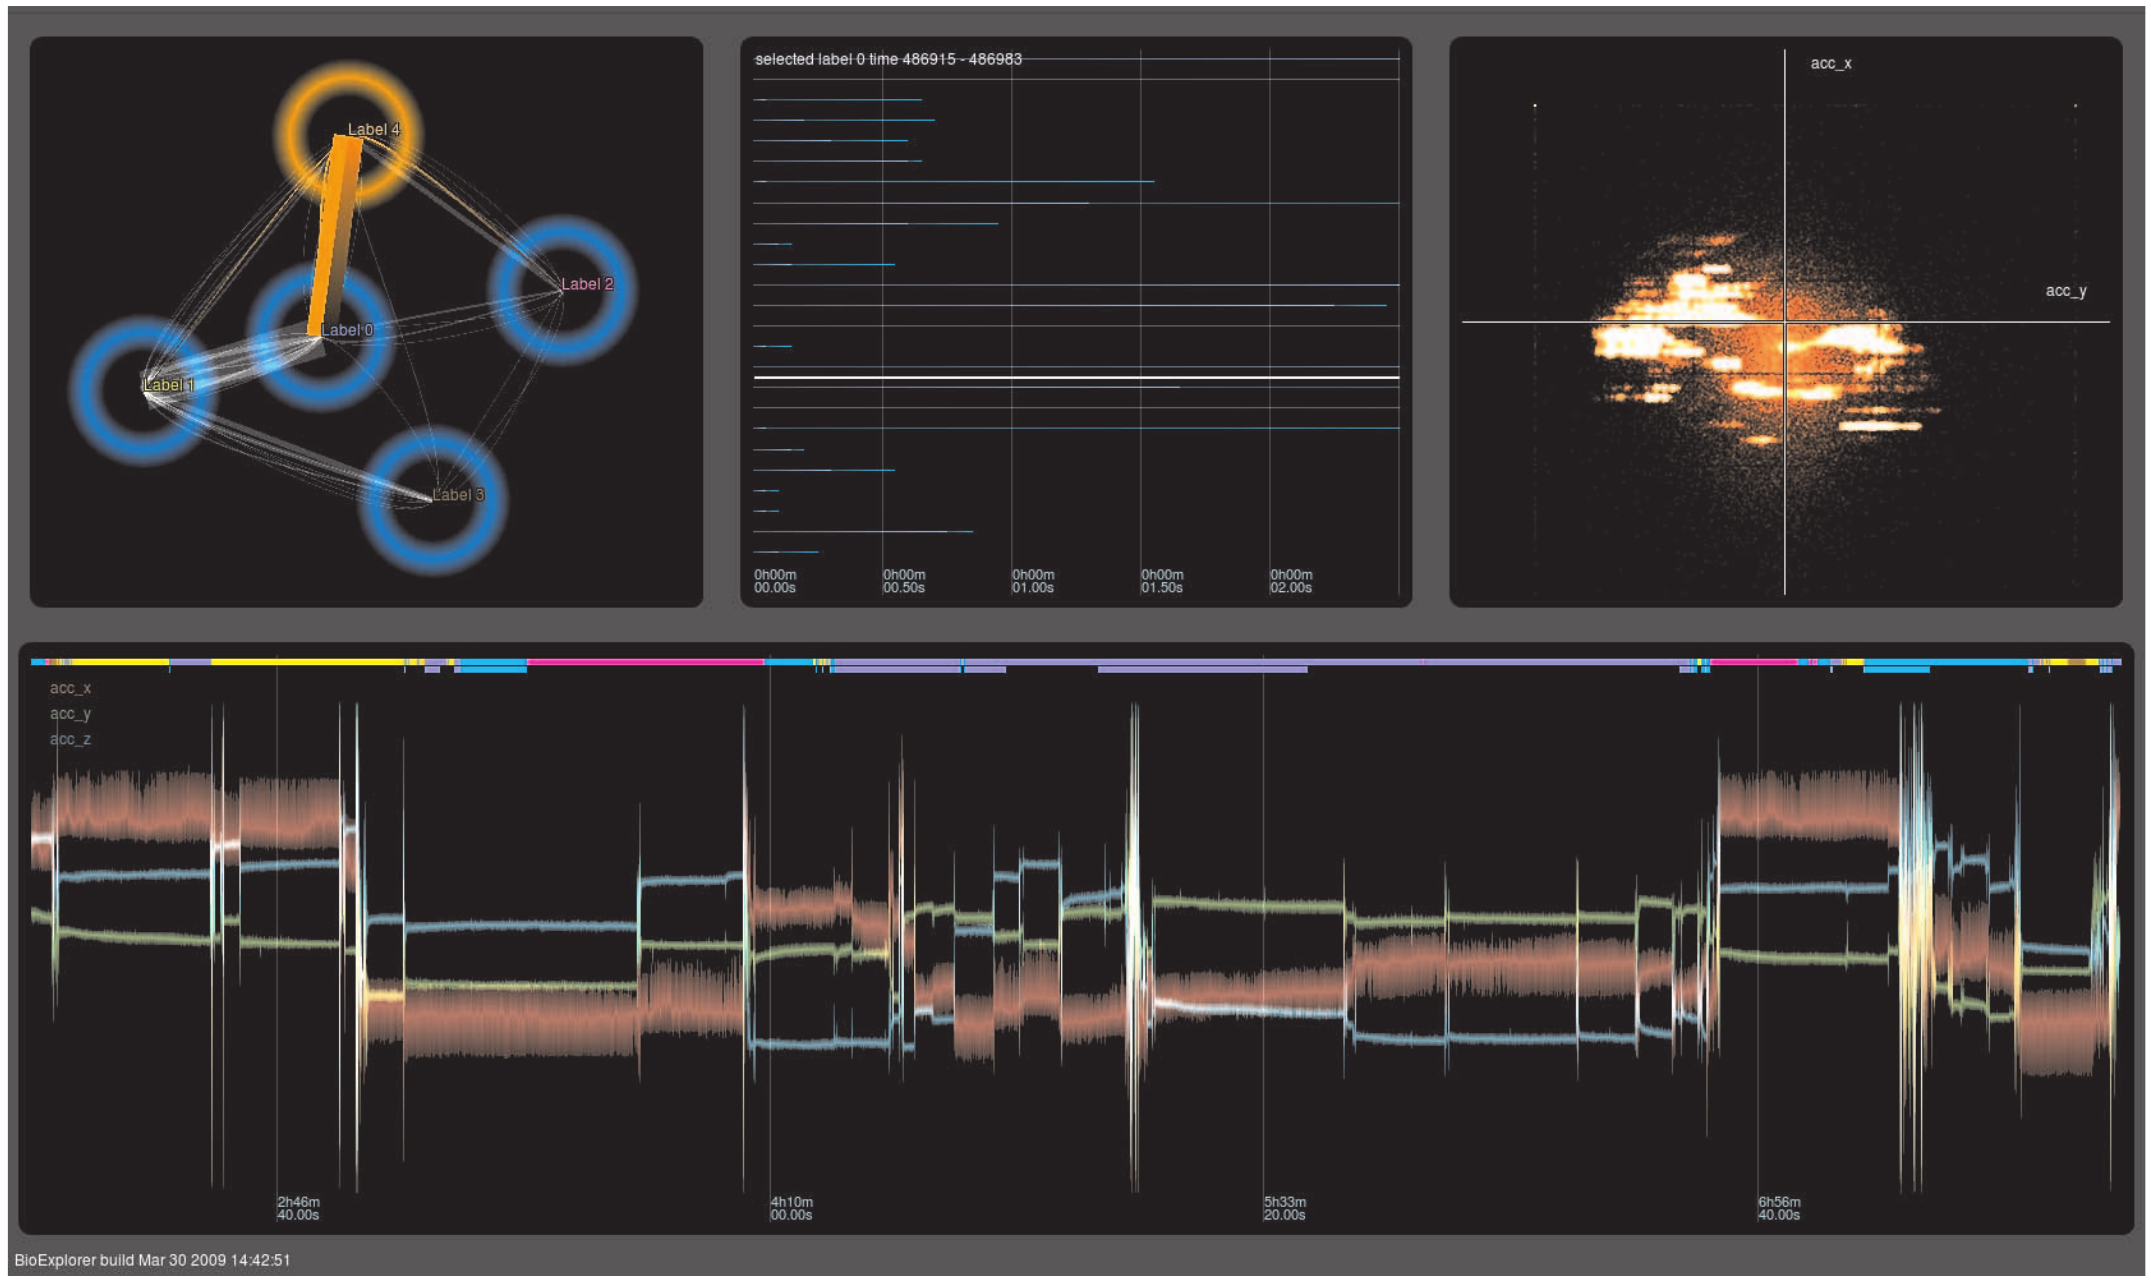 Label 4
Label 2
Label 0
Label 1
Label 3
selected label 0 time 486915 - 486983
0h00m
00.00s
0h00m
00.50s
0h00m
01.00s
0h00m
01.50s
0h00m
02.00s
acc_x
acc_y
acc_x
acc_y
acc_z
2h46m
40.00s
4h10m
00.00s
5h33m
20.00s
6h56m
40.00s
BioExplorer build Mar 30 2009 14:42:51